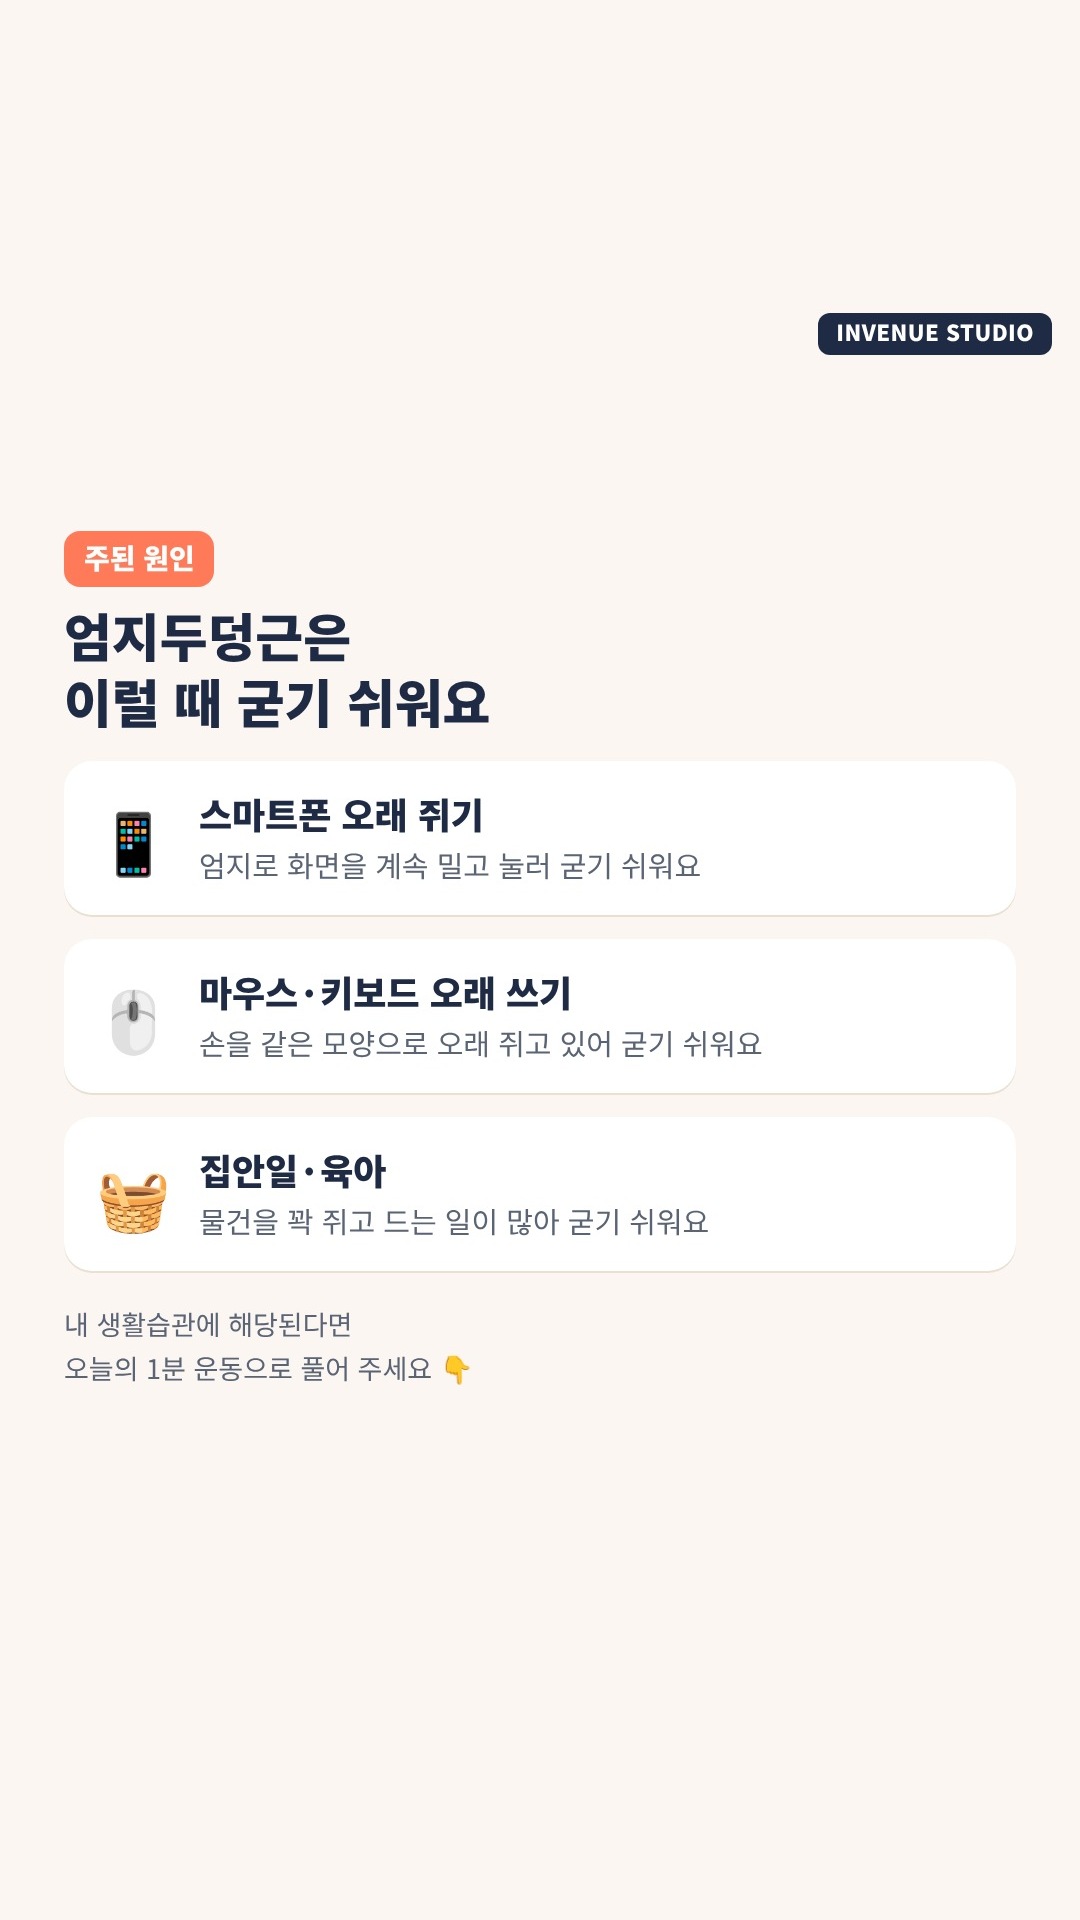 INVENUE STUDIO
주된 원인
엄지두덩근은
이럴 때 굳기 쉬워요
스마트폰 오래 쥐기
엄지로 화면을 계속 밀고 눌러 굳기 쉬워요
마우스·키보드 오래 쓰기
손을 같은 모양으로 오래 쥐고 있어 굳기 쉬워요
집안일·육아
물건을 꽉 쥐고 드는 일이 많아 굳기 쉬워요
내 생활습관에 해당된다면
오늘의 1분 운동으로 풀어 주세요 👇